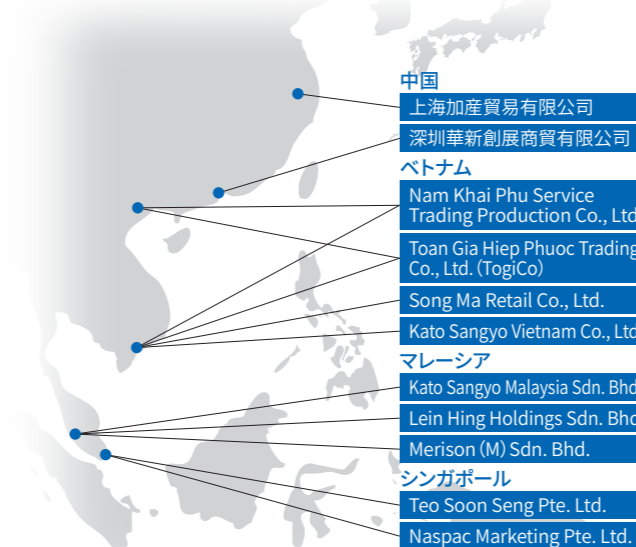 中国
上海加産貿易有限公司
深圳華新創展商貿有限公司
ベトナム
Nam Khai Phu Service
Trading Production Co., Ltd
Toan Gia Hiep Phuoc Trading
Co., Ltd. (TogiCo)
Song Ma Retail Co., Ltd.
Kato Sangyo Vietnam Co., Ltd
マレーシア
Kato Sangyo Malaysia Sdn. Bhd
Lein Hing Holdings Sdn. Bhd
Merison (M) Sdn. Bhd.
シンガポール
Teo Soon Seng Pte. Ltd.
Naspac Marketing Pte. Ltd.